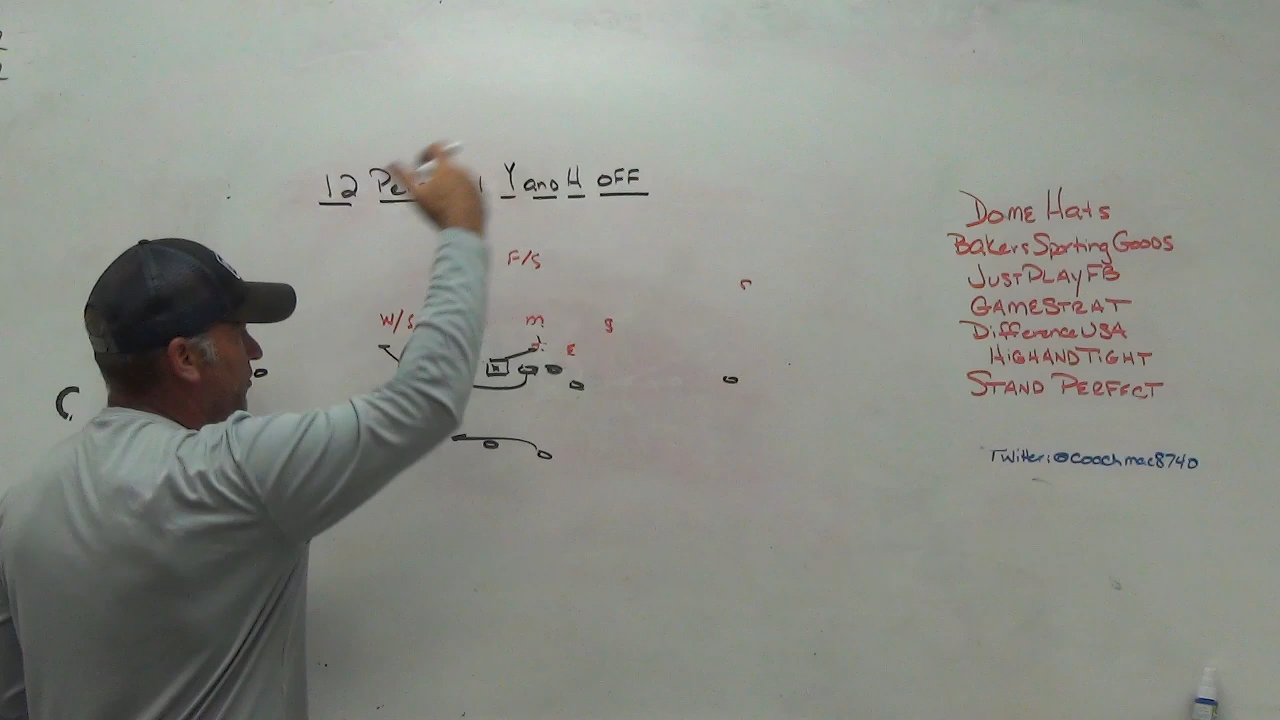 12 Y and H OFF
F/S
W/S m S
E
C
Dome Hats
Bakers Sporting Goods
JUSTPLAYFB
GAMESTRAT
DifferenceUSA
HIGHANDTIGHT
STAND PERFECT
Twitter:@coachmac8740